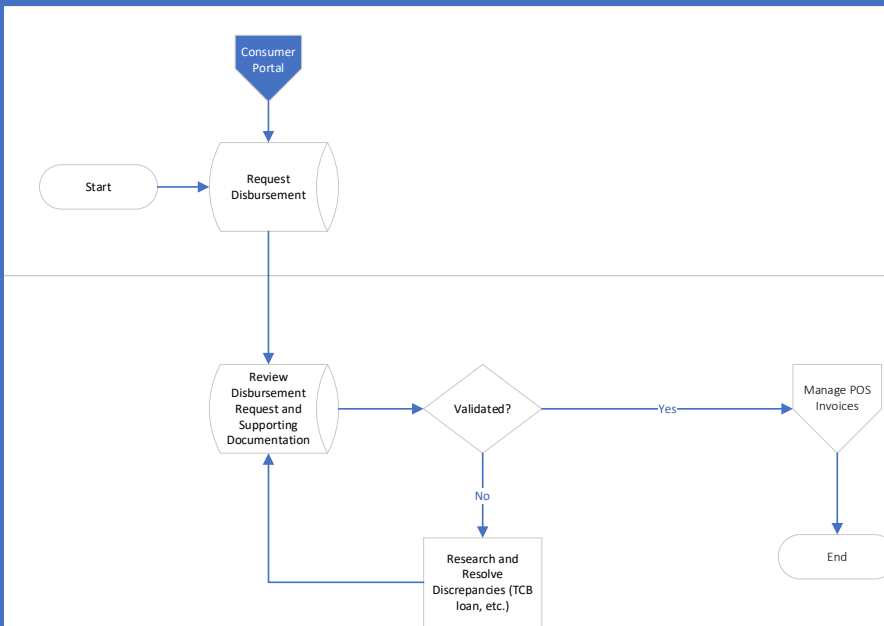 Consumer
Portal
Start
Request
Disbursement
Review
Disbursement
Request and
Supporting
Documentation
Validated?
Yes
Manage POS
Invoices
No
Research and
Resolve
Discrepancies (TCB
loan, etc.)
End